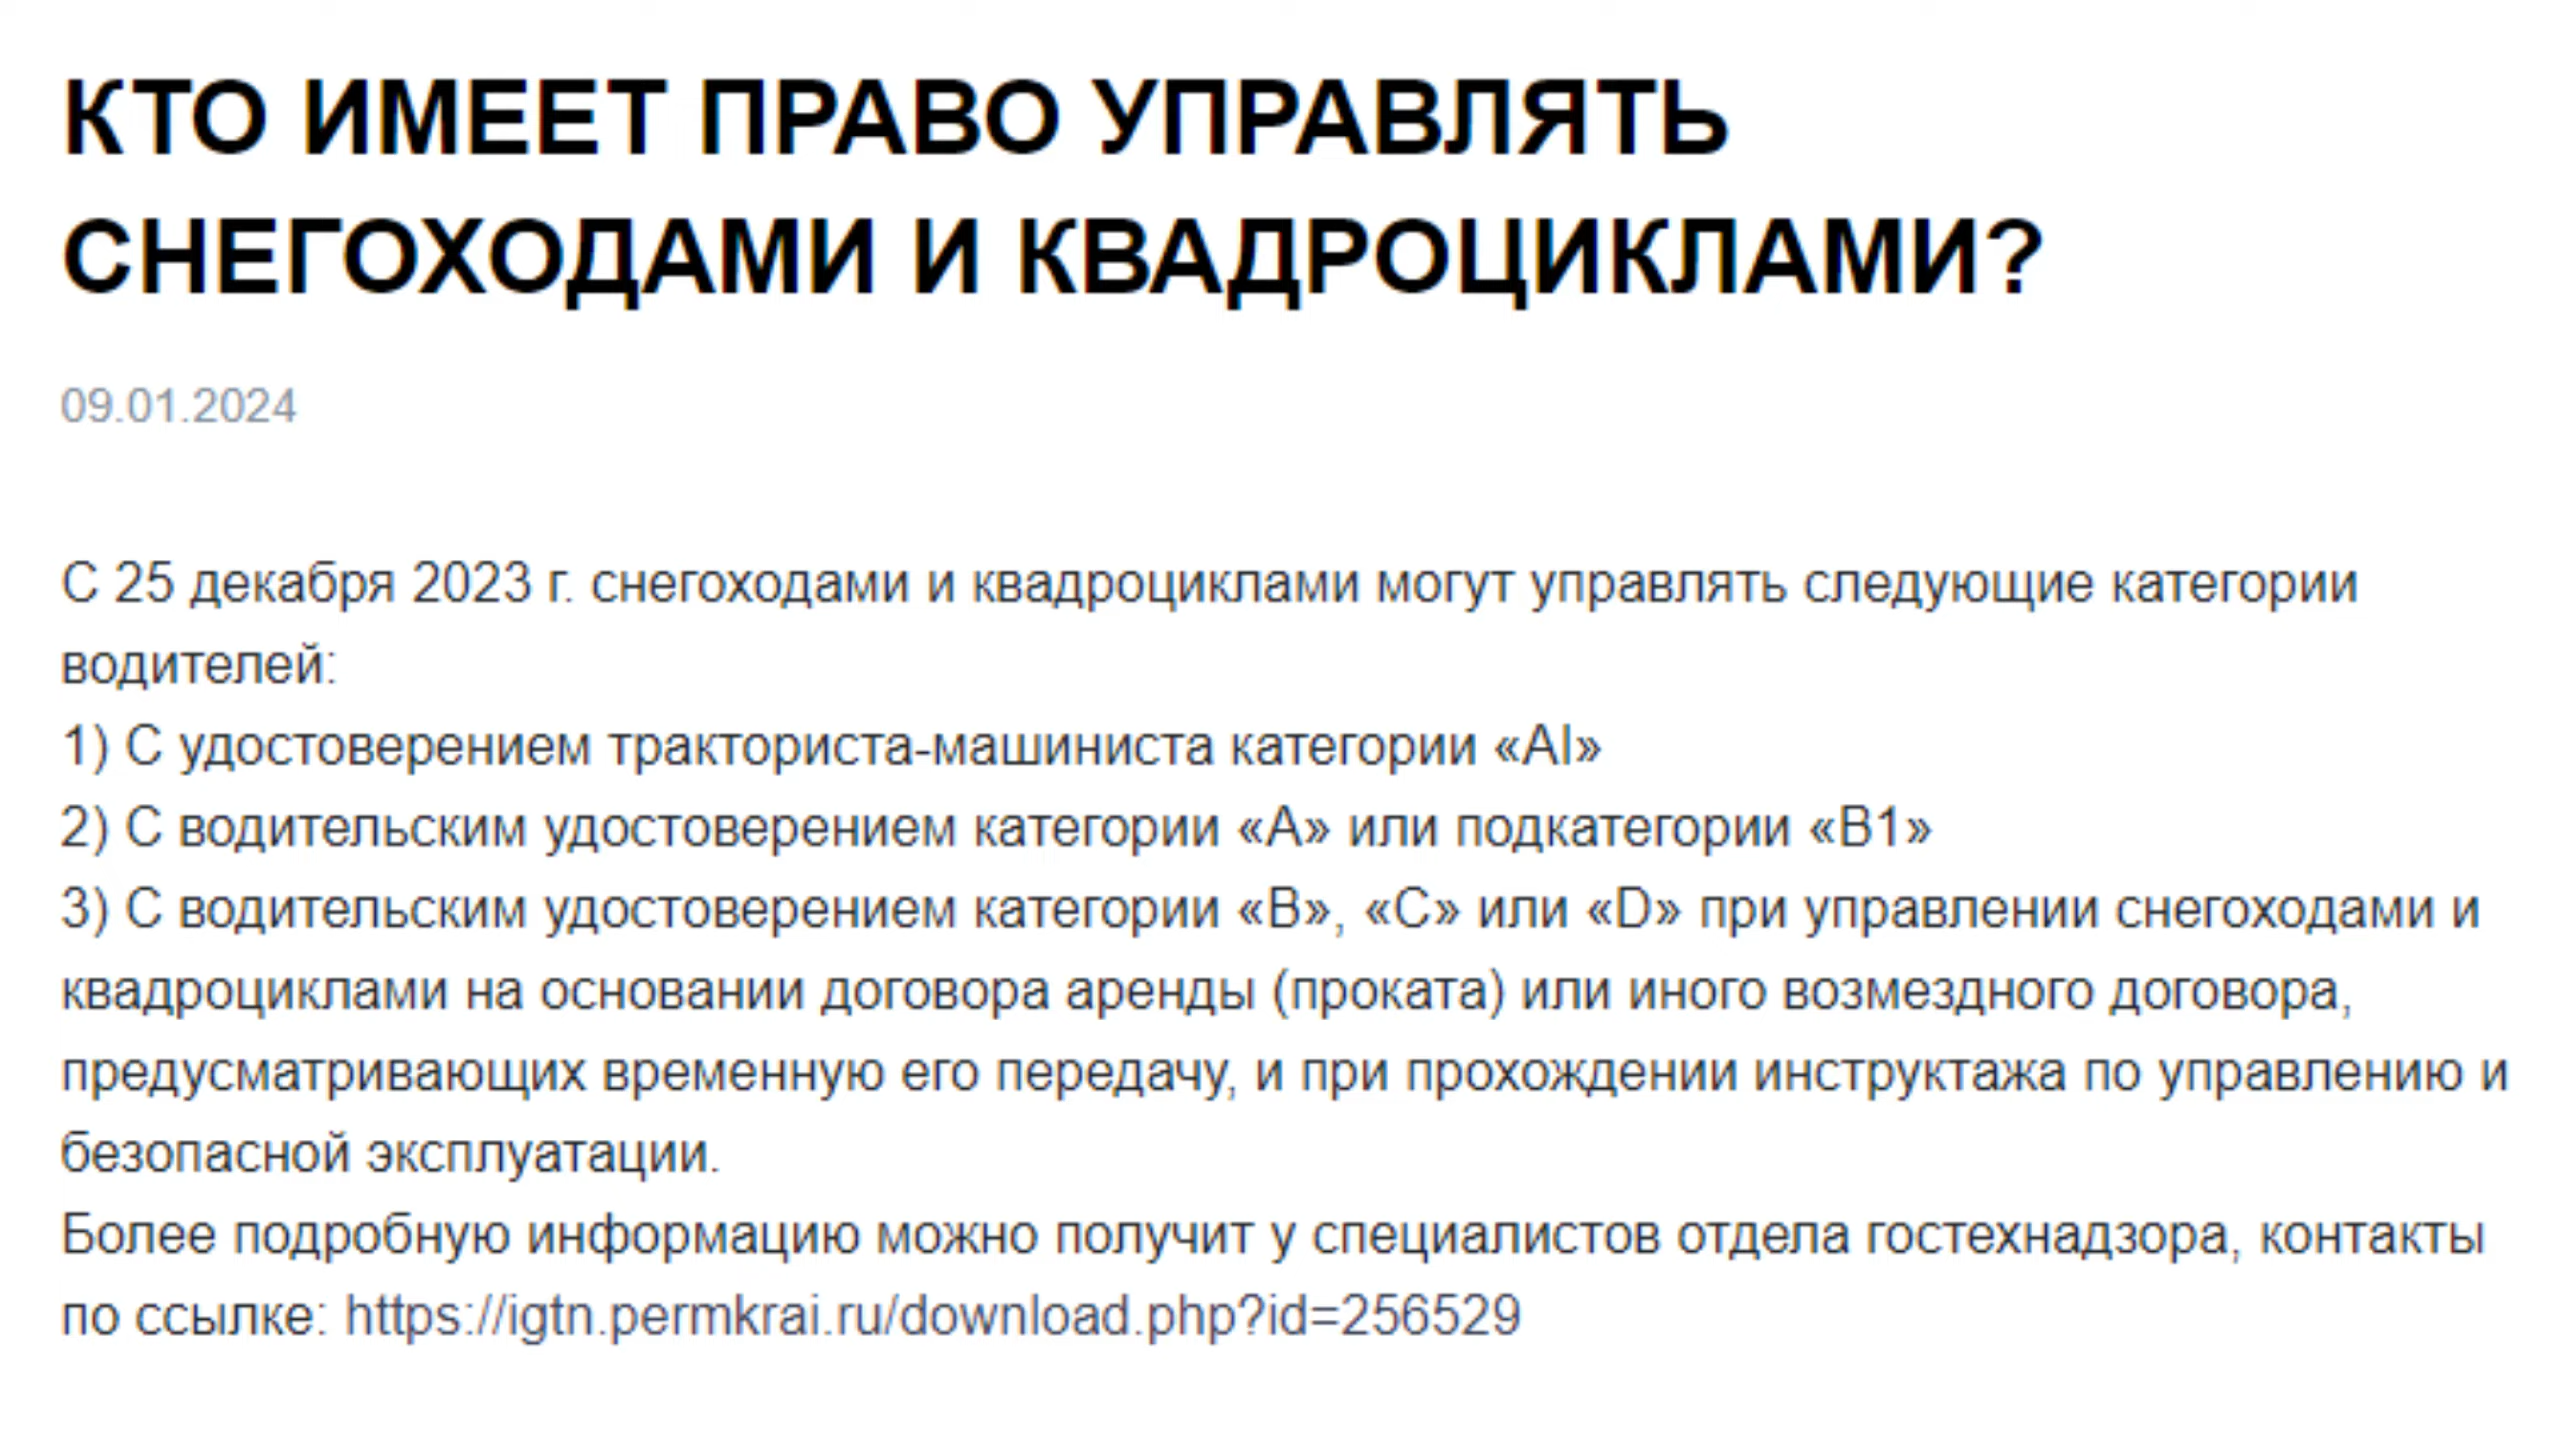 КТО ИМЕЕТ ПРАВО УПРАВЛЯТЬ
СНЕГОХОДАМИ И КВАДРОЦИКЛАМИ?
09.01.2024
С 25 декабря 2023 г. снегоходами и квадроциклами могут управлять следующие категории
водителей:
1) С удостоверением тракториста-машиниста категории «AI»
2) С водительским удостоверением категории «А» или подкатегории «В1»
3) С водительским удостоверением категории «В», «С» или «D» при управлении снегоходами и
квадроциклами на основании договора аренды (проката) или иного возмездного договора,
предусматривающих временную его передачу, и при прохождении инструктажа по управлению и
безопасной эксплуатации.
Более подробную информацию можно получит у специалистов отдела гостехнадзора, контакты
по ссылке: https://igtn.permkrai.ru/download.php?id=256529